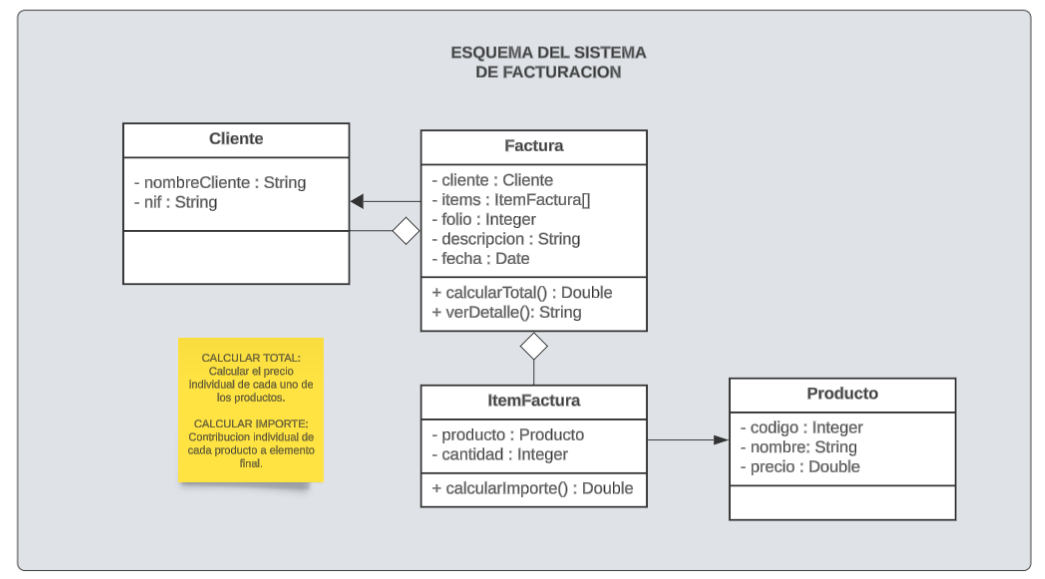 ESQUEMA DEL SISTEMA
DE FACTURACION
Cliente
- nombreCliente : String
- nif : String
Factura
- cliente : Cliente
- items : ItemFactura[]
- folio : Integer
- descripcion : String
- fecha : Date
+ calcularTotal() : Double
+ verDetalle(): String
CALCULAR TOTAL:
Calcular el precio
individual de cada uno de
los productos.
CALCULAR IMPORTE:
Contribucion individual de
cada producto a elemento
final.
ItemFactura
- producto : Producto
- cantidad : Integer
+ calcularImporte() : Double
Producto
- codigo : Integer
- nombre: String
- precio : Double